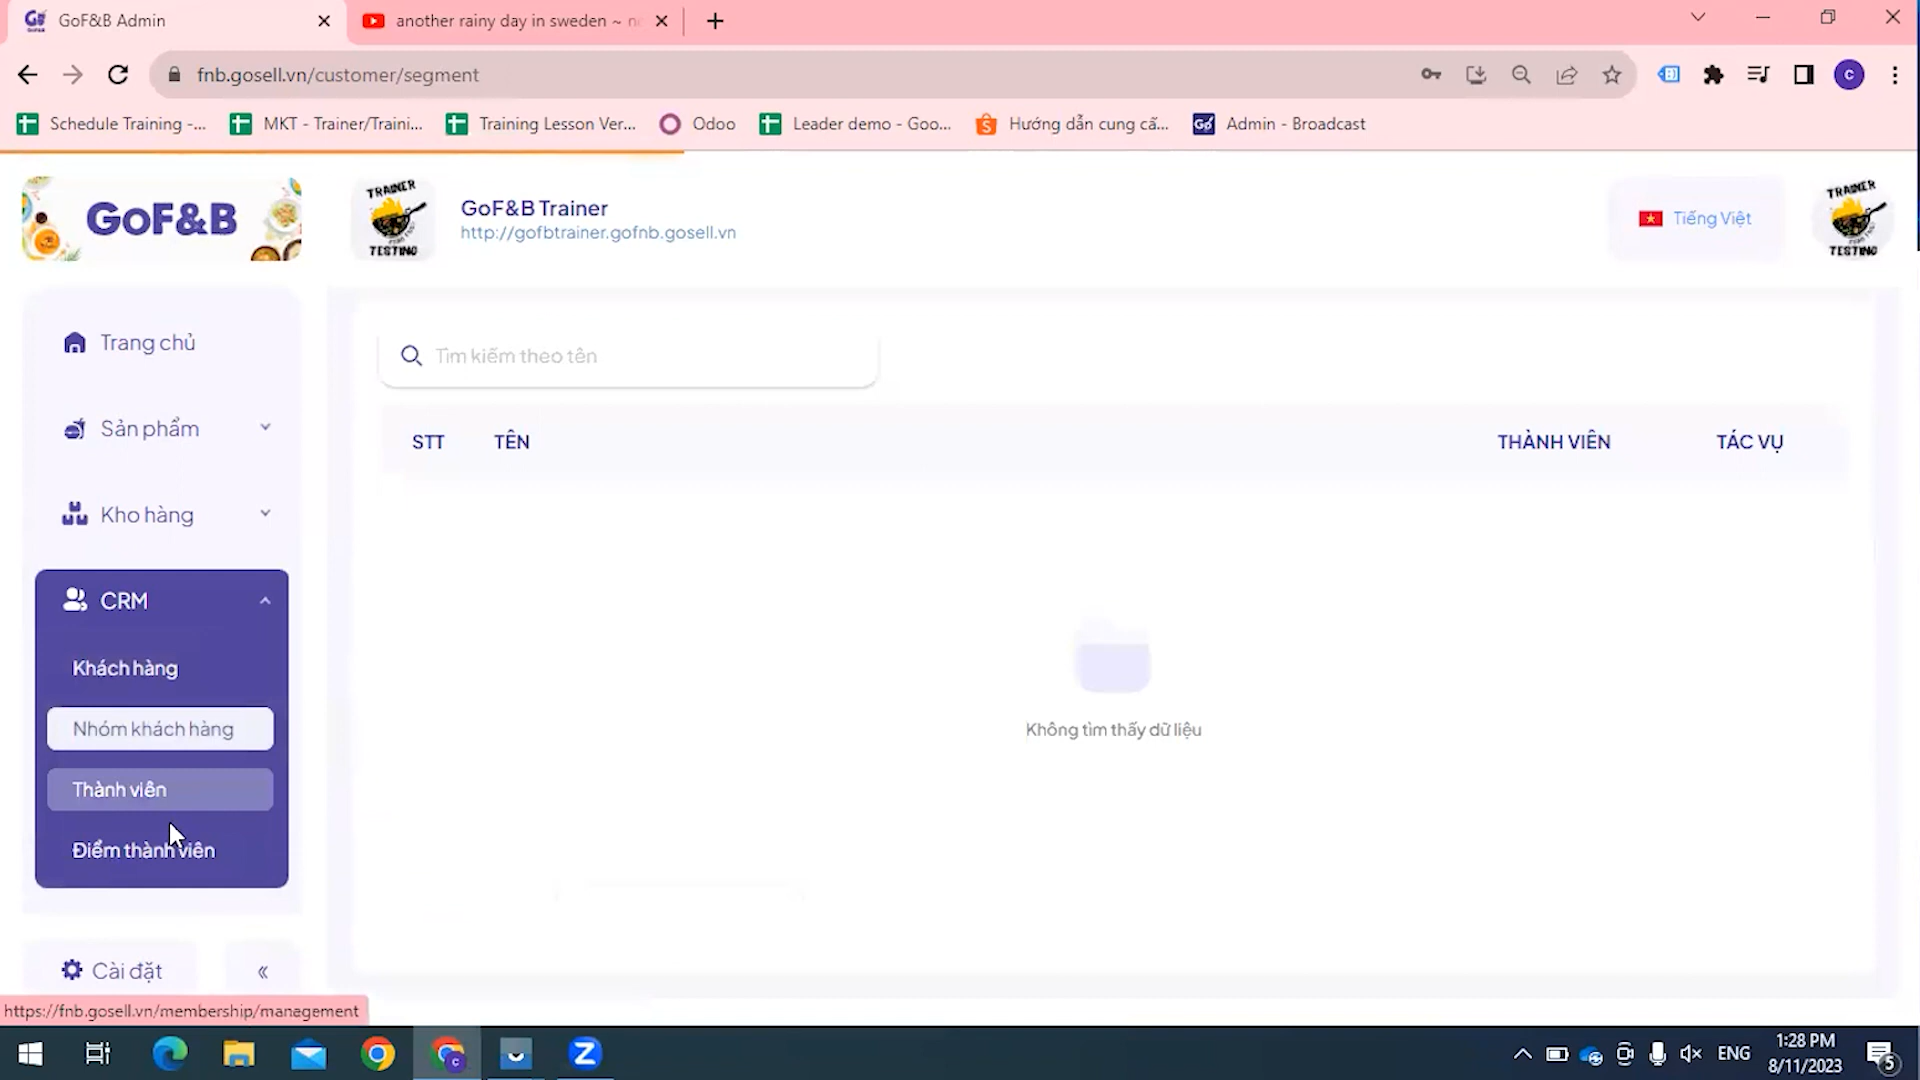 GoF&B Admin
another rainy day in sweden ~
fnb.gosell.vn/customer/segment
Schedule Training -...
MKT - Trainer/Traini...
Training Lesson Ver...
Odoo
Leader demo - Goo...
Hướng dẫn cung cấ...
Admin - Broadcast
GoF&B
TRAINER
TESTING
GoF&B Trainer
http://gofbtrainer.gofnb.gosell.vn
Tiếng Việt
TRAINER
TESTING
Trang chủ
Sản phẩm
Kho hàng
CRM
Khách hàng
Nhóm khách hàng
Thành viên
Điểm thành viên
Cài đặt
«
Tìm kiếm theo tên
STT
TÊN
THÀNH VIÊN
TÁC VỤ
Không tìm thấy dữ liệu
https://fnb.gosell.vn/membership/management
ENG
1:28 PM
8/11/2023
5